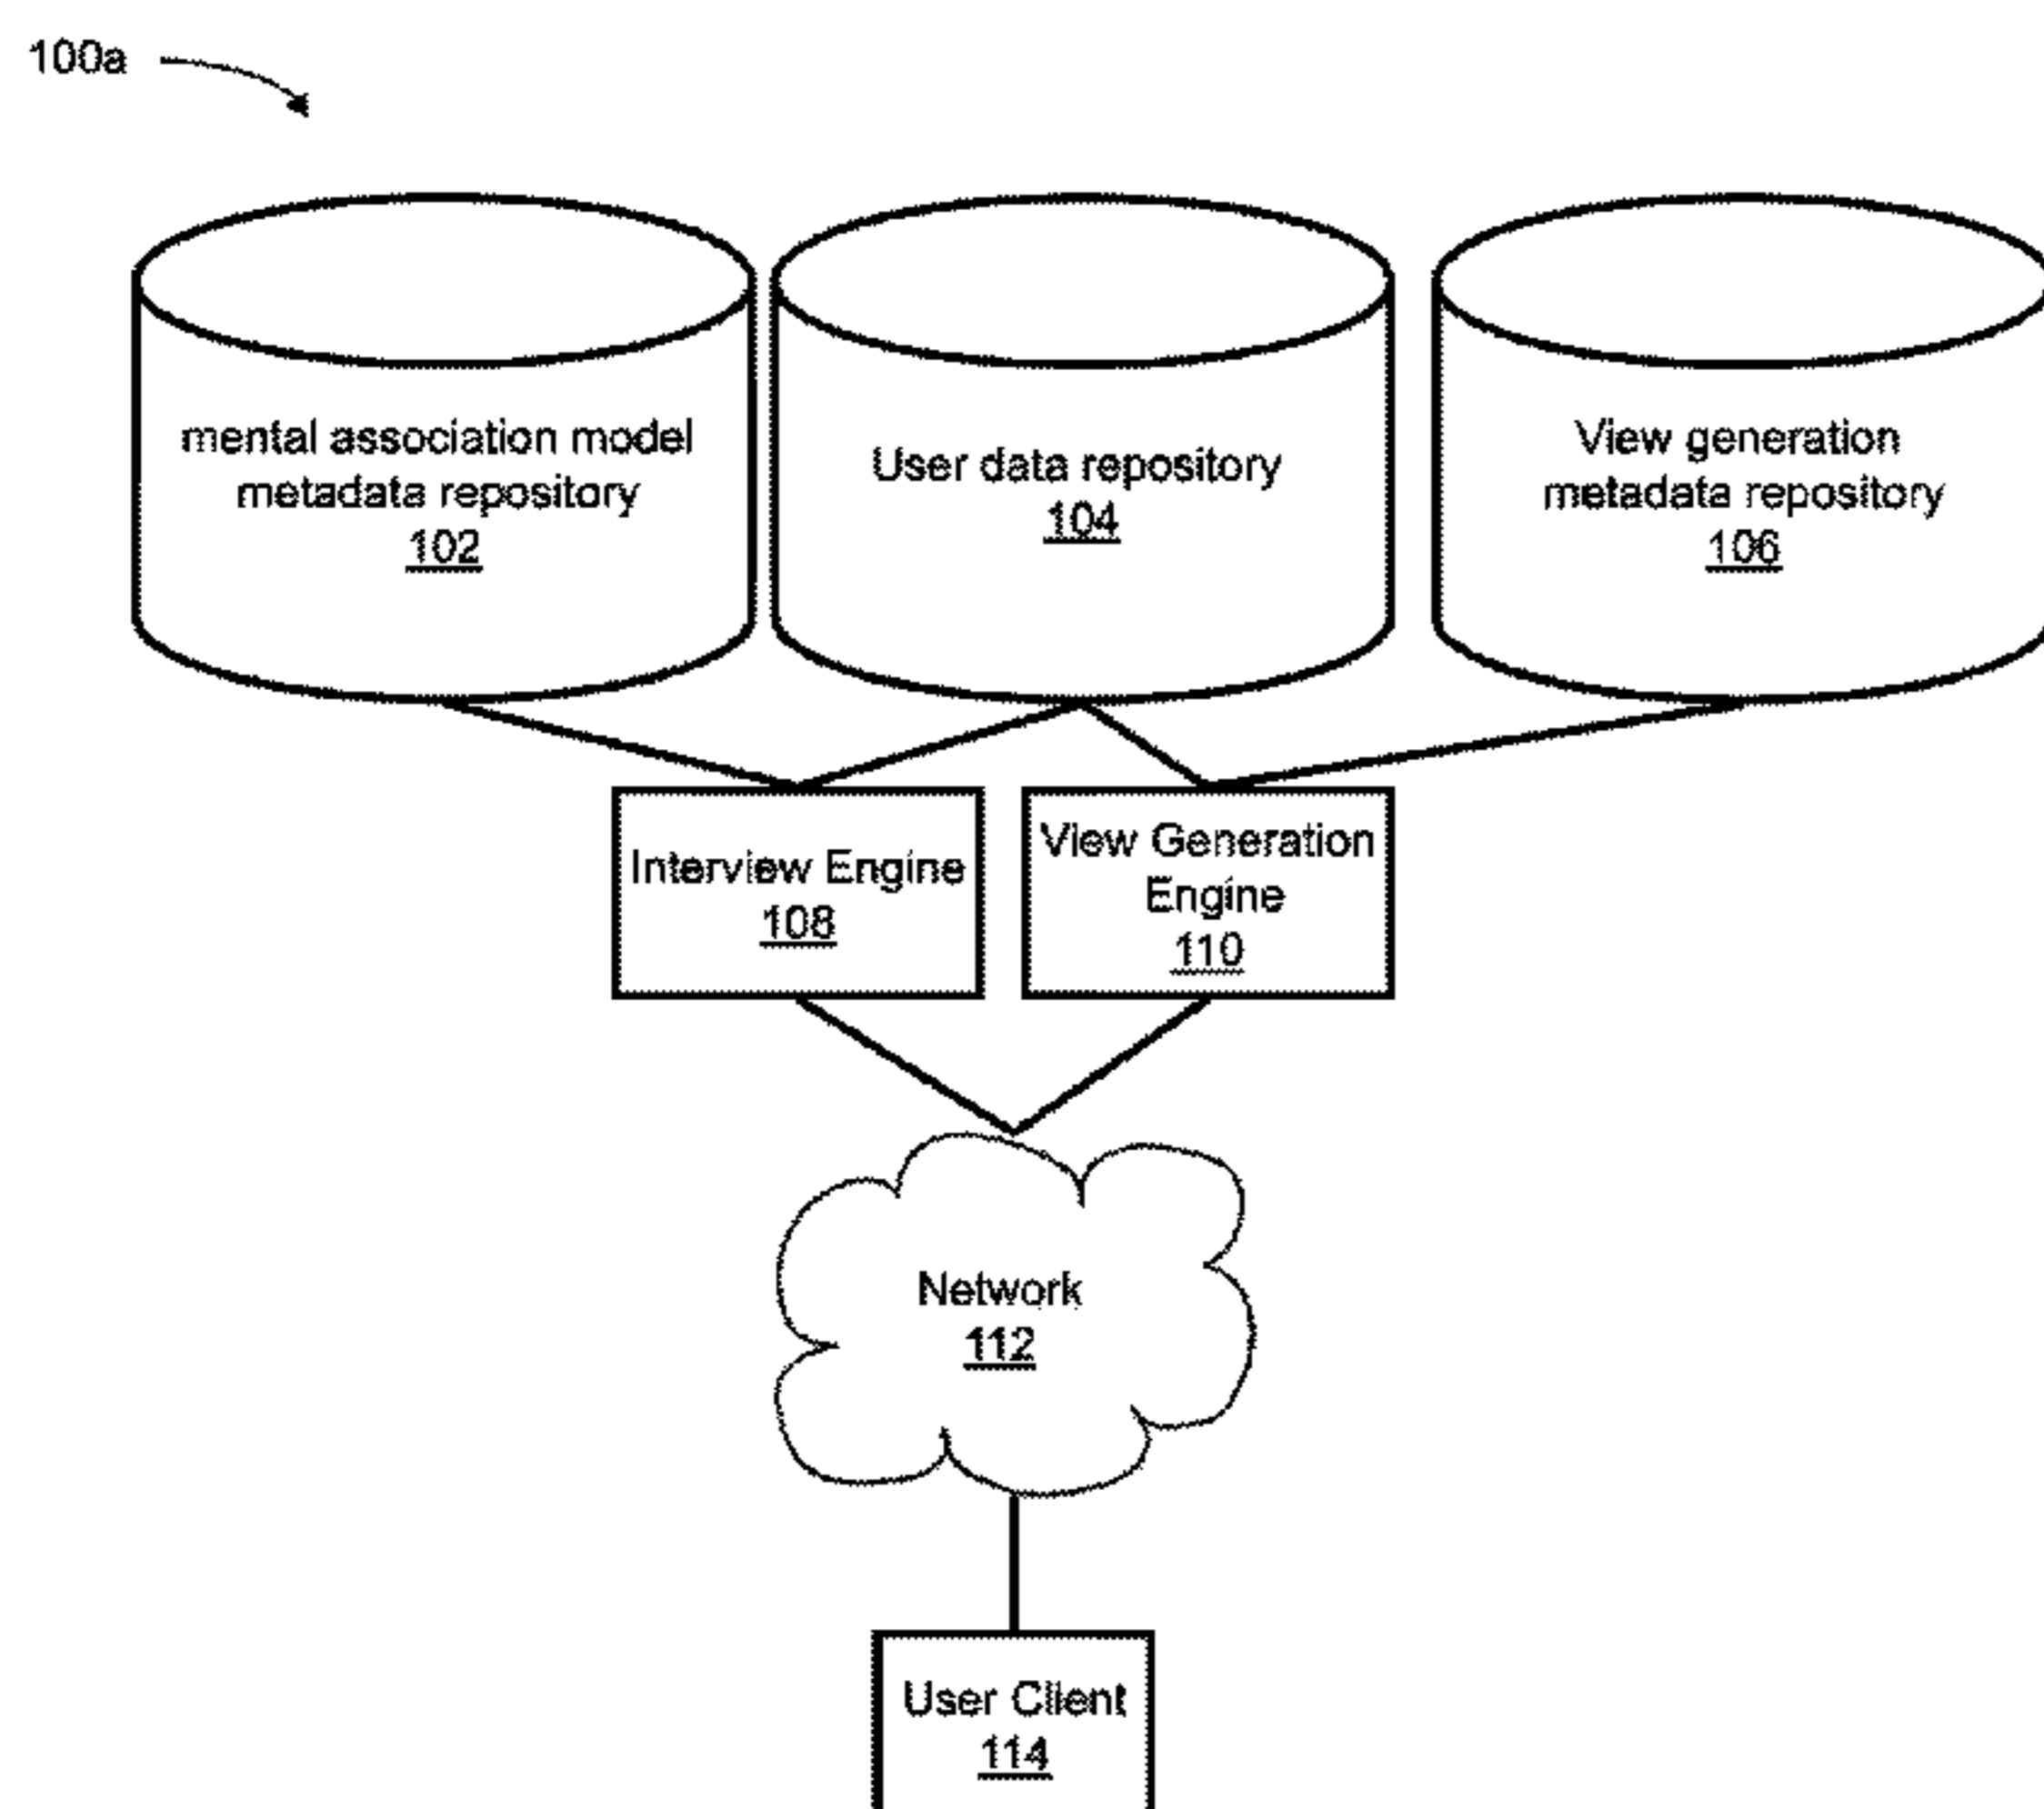 100a
mental association model
metadata repository
102
User data repository
104
View generation
metadata repository
106
Interview Engine
108
View Generation
Engine
110
Network
112
User Client
114